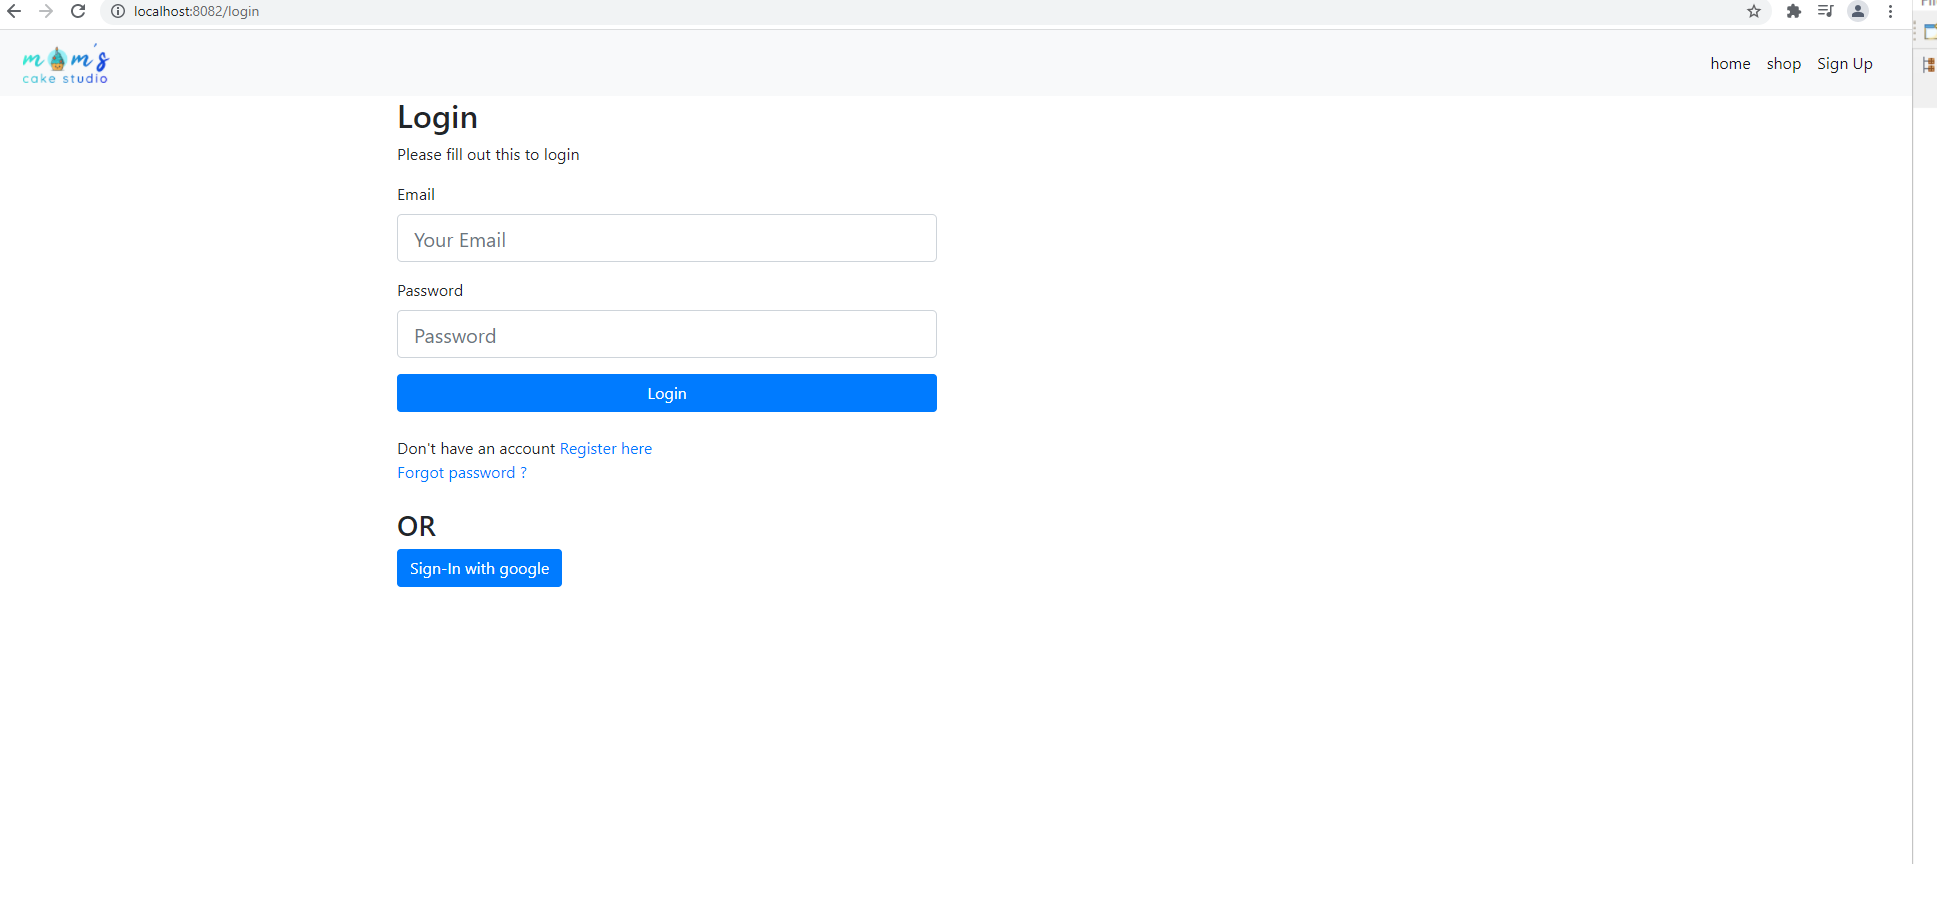 localhost:8082/login
mom's
cake studio
home shop Sign Up
Login
Please fill out this to login
Email
Your Email
Password
Password
Login
Don't have an account Register here
Forgot password ?
OR
Sign-In with google